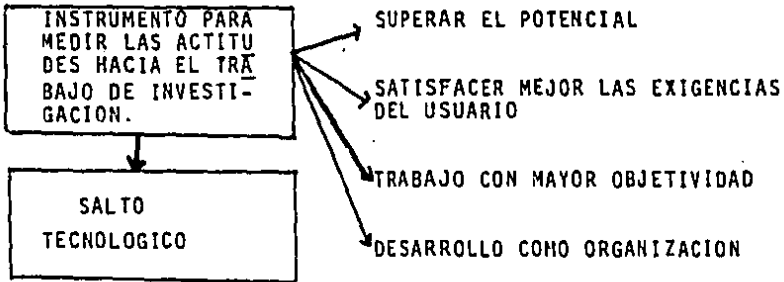 INSTRUMENTO PARA
MEDIR LAS ACTITU
DES HACIA EL TRA
BAJO DE INVESTI-
GACION.
SALTO
TECNOLOGICO
SUPERAR EL POTENCIAL
SATISFACER MEJOR LAS EXIGENCIAS
DEL USUARIO
TRABAJO CON MAYOR OBJETIVIDAD
DESARROLLO COMO ORGANIZACION